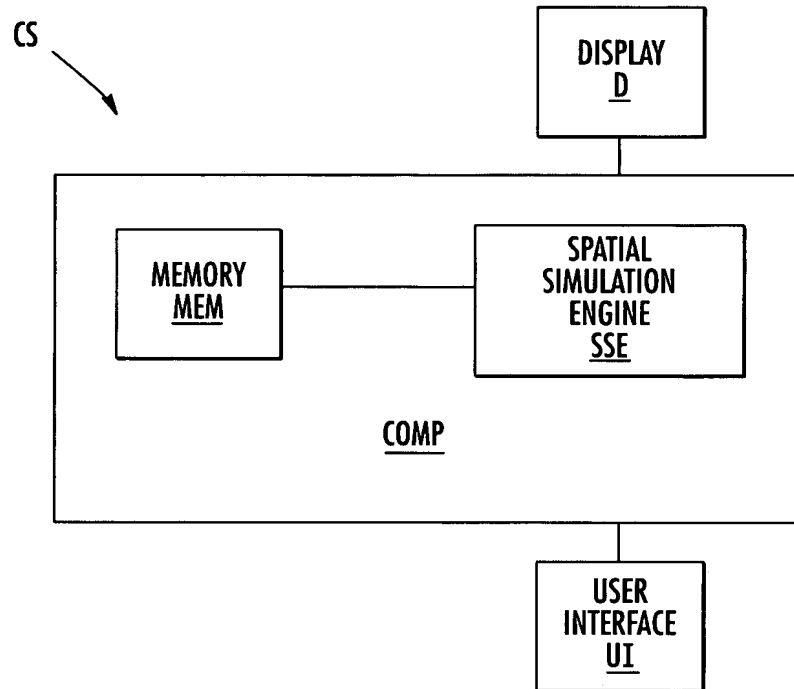 CS
DISPLAY
D
MEMORY
MEM
SPATIAL
SIMULATION
ENGINE
SSE
COMP
USER
INTERFACE
UI